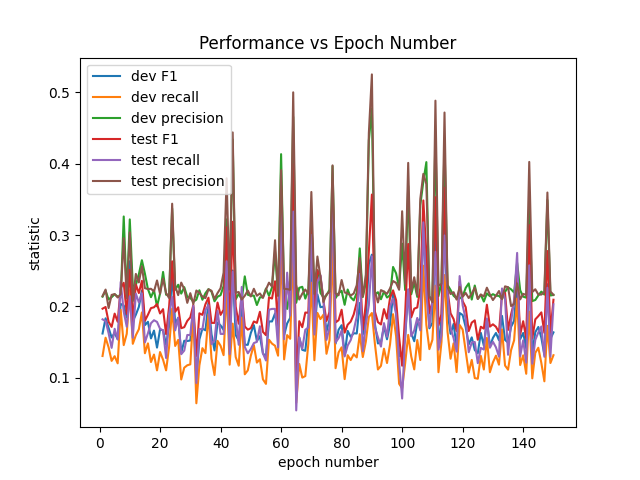 Performance vs Epoch Number
dev F1
dev recall
dev precision
test F1
test recall
test precision
0.5
0.4
0.3
0.2
0.1
statistic
0
20
40
60
80
100
120
140
epoch number